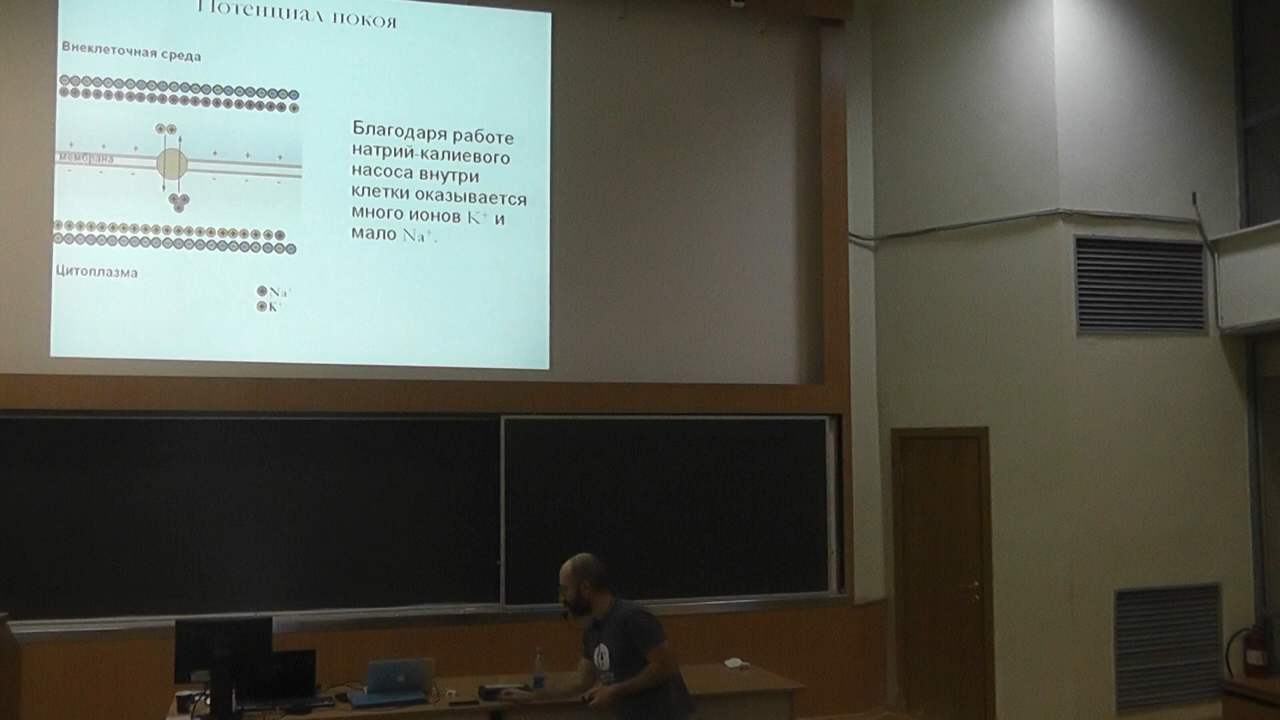 Потенциал покоя
Внеклеточная среда
мембрана
Цитоплазма
Na⁺
K⁺
Благодаря работе
натрий-калиевого
насоса внутри
клетки оказывается
много ионов K⁺ и
мало Na⁺.